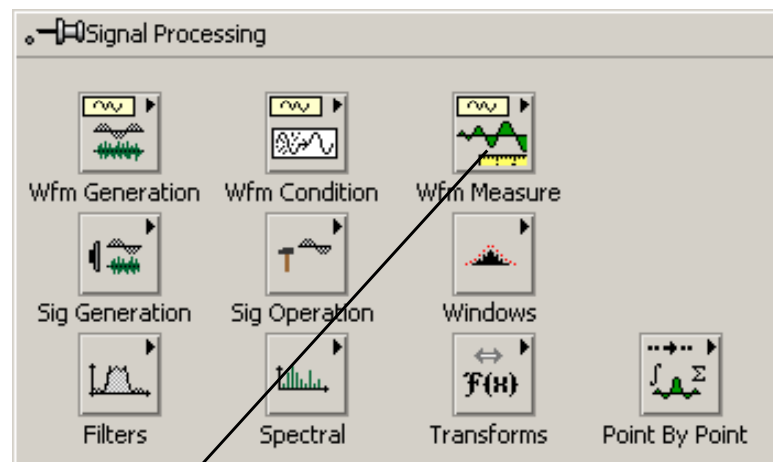 Signal Processing
Wfm Generation Wfm Condition Wfm Measure
Sig Generation Sig Operation Windows
F(x)
Σ
Filters Spectral Transforms Point By Point